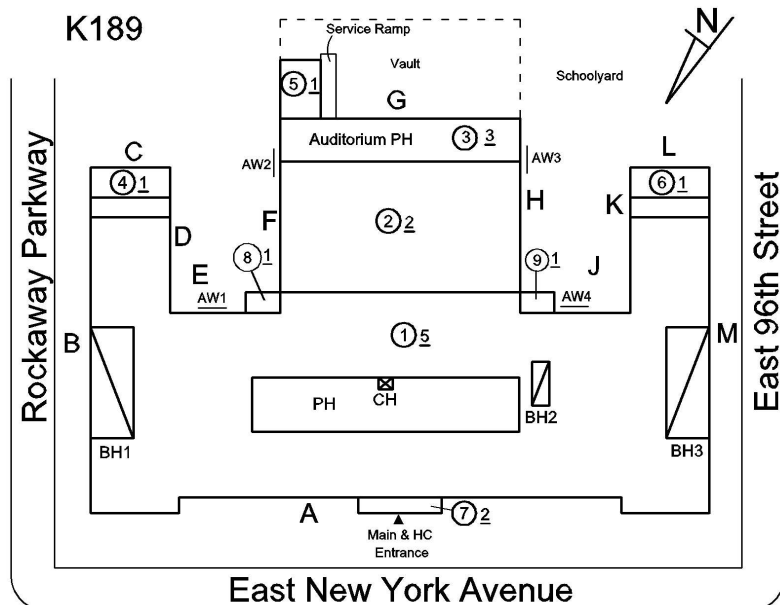 K189
N
Service Ramp
Vault
Schoolyard
5 1
G
Auditorium PH
3 3
C
L
AW2
AW3
4 1
6 1
Rockaway Parkway
East 96th Street
F
2 2
H
K
D
E
8 1
9 1
J
AW1
AW4
B
1 5
M
PH
CH
BH2
BH1
BH3
A
7 2
Main & HC
Entrance
East New York Avenue